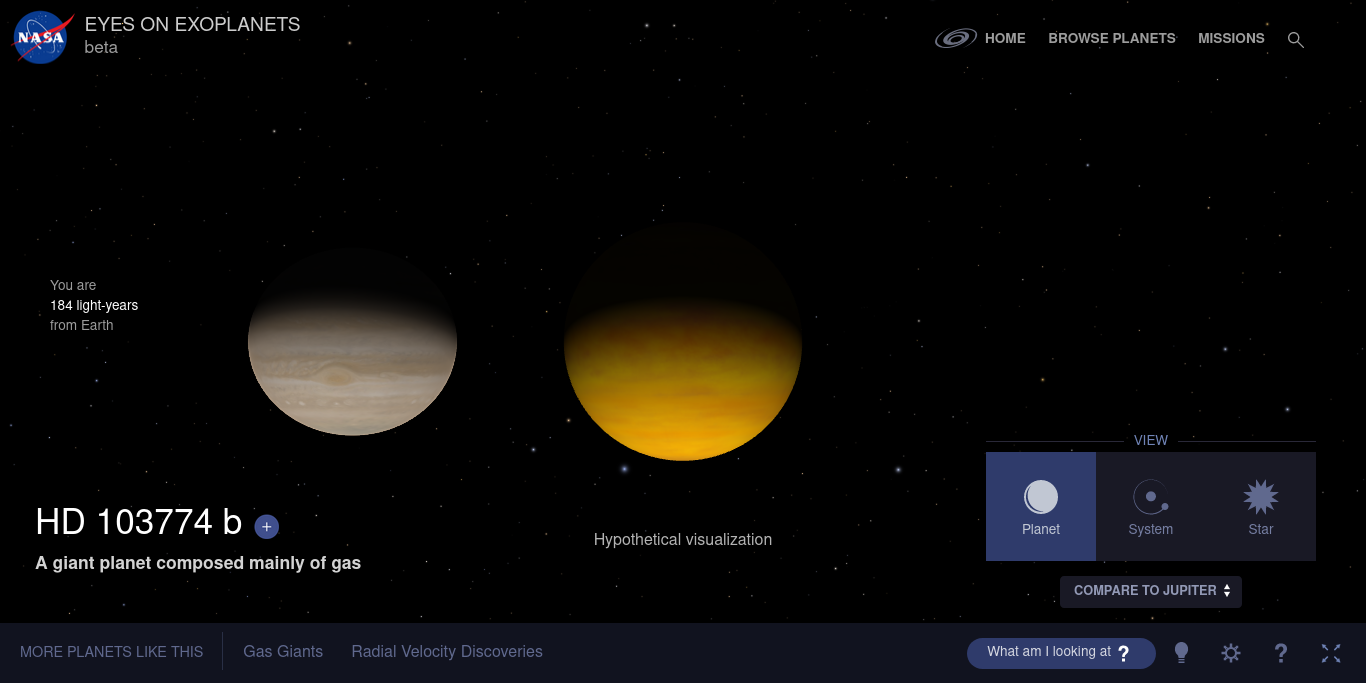 NASA
EYES ON EXOPLANETS
beta
HOME
BROWSE PLANETS
MISSIONS
You are
184 light-years
from Earth
VIEW
Planet
System
Star
HD 103774 b +
A giant planet composed mainly of gas
Hypothetical visualization
COMPARE TO JUPITER
MORE PLANETS LIKE THIS
Gas Giants
Radial Velocity Discoveries
What am I looking at ?
?